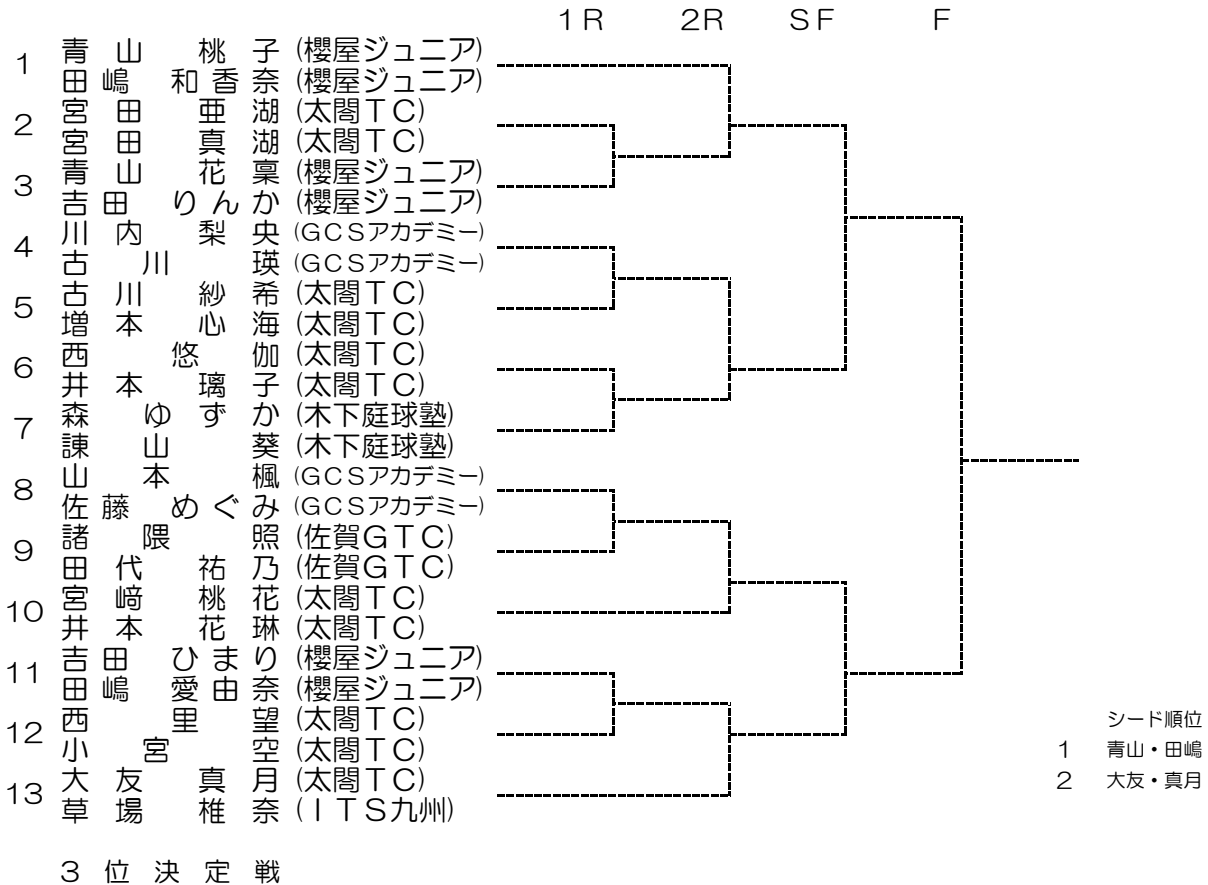 1R 2R SF F
1 青山 桃子 (櫻屋ジュニア)
田嶋 和香奈 (櫻屋ジュニア)
2 宮田 亜湖 (太閤TC)
宮田 真湖 (太閤TC)
3 青山 花稟 (櫻屋ジュニア)
吉田 りんか (櫻屋ジュニア)
4 川内 梨央 (GCSアカデミー)
古川 瑛 (GCSアカデミー)
5 古川 紗希 (太閤TC)
増本 心海 (太閤TC)
6 西 悠伽 (太閤TC)
井本 璃子 (太閤TC)
7 森 ゆずか (木下庭球塾)
諌山 葵 (木下庭球塾)
8 山本 楓 (GCSアカデミー)
佐藤 めぐみ (GCSアカデミー)
9 諸隈 照 (佐賀GTC)
田代 祐乃 (佐賀GTC)
10 宮﨑 桃花 (太閤TC)
井本 花琳 (太閤TC)
11 吉田 ひまり (櫻屋ジュニア)
田嶋 愛由奈 (櫻屋ジュニア)
12 西 里望 (太閤TC)
小宮 空 (太閤TC)
13 大友 真月 (太閤TC)
草場 椎奈 (ITS九州)
シード順位
1 青山・田嶋
2 大友・真月
3位決定戦